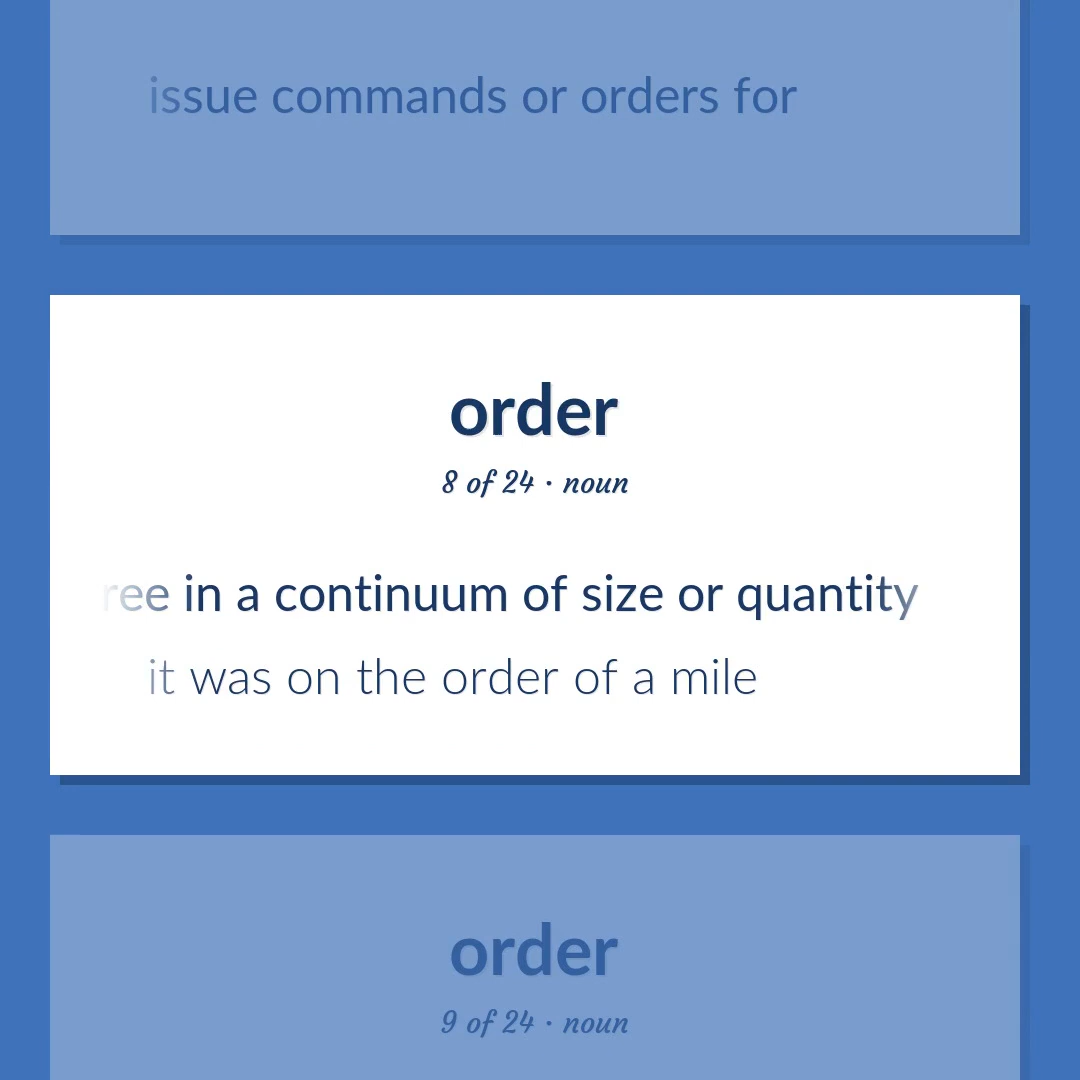 issue commands or orders for
order
8 of 24 · noun
ree in a continuum of size or quantity
it was on the order of a mile
order
9 of 24 · noun